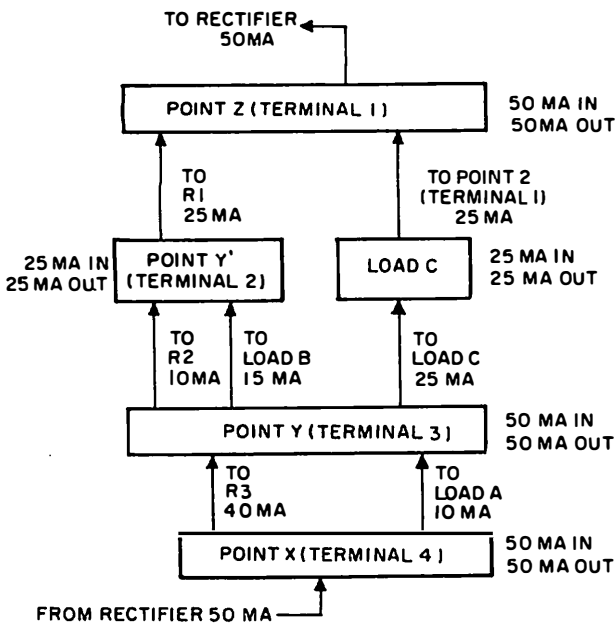 TO RECTIFIER
50MA
POINT Z (TERMINAL 1)
50 MA IN
50MA OUT
TO
R1
25 MA
TO POINT 2
(TERMINAL 1)
25 MA
25 MA IN
25 MA OUT
POINT Y'
(TERMINAL 2)
LOAD C
25 MA IN
25 MA OUT
TO
R2
10MA
TO
LOAD B
15 MA
TO
LOAD C
25 MA
POINT Y (TERMINAL 3)
50 MA IN
50 MA OUT
TO
R3
40 MA
TO
LOAD A
10 MA
POINT X (TERMINAL 4)
50 MA IN
50 MA OUT
FROM RECTIFIER 50 MA